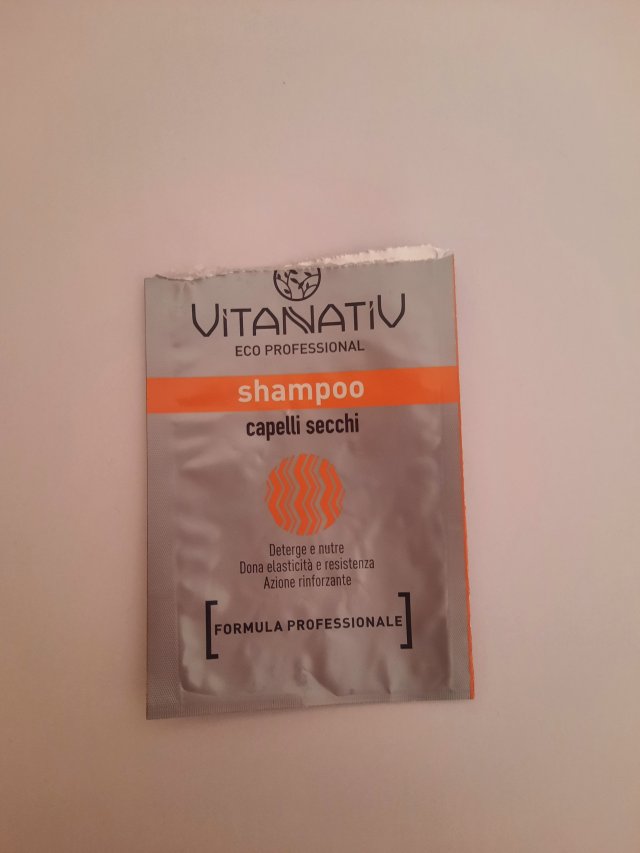 VITANATIV
ECO PROFESSIONAL
shampoo
capelli secchi
Deterge e nutre
Dona elasticità e resistenza
Azione rinforzante
[FORMULA PROFESSIONALE]